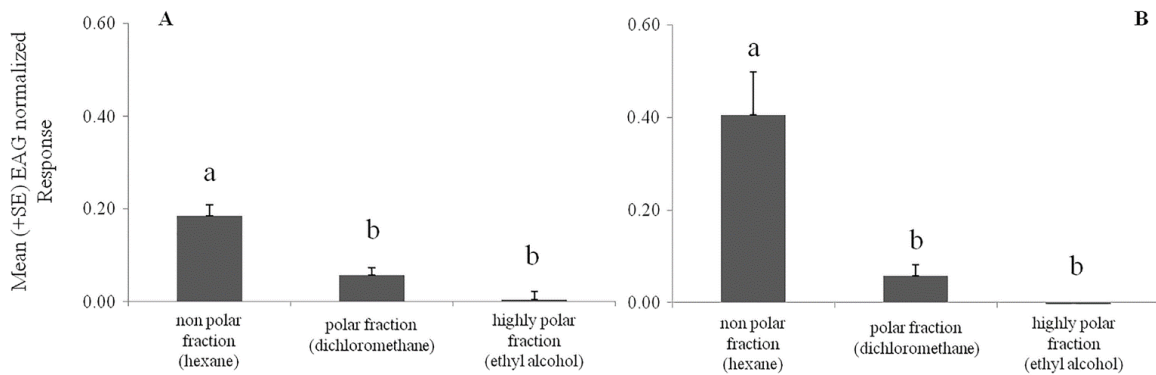 A
Mean (+SE) EAG normalized
Response
0.60
0.40
0.20
0.00
a
b
b
non polar
fraction
(hexane)
polar fraction
(dichloromethane)
highly polar
fraction
(ethyl alcohol)
B
0.60
0.40
0.20
0.00
a
b
b
non polar
fraction
(hexane)
polar fraction
(dichloromethane)
highly polar
fraction
(ethyl alcohol)